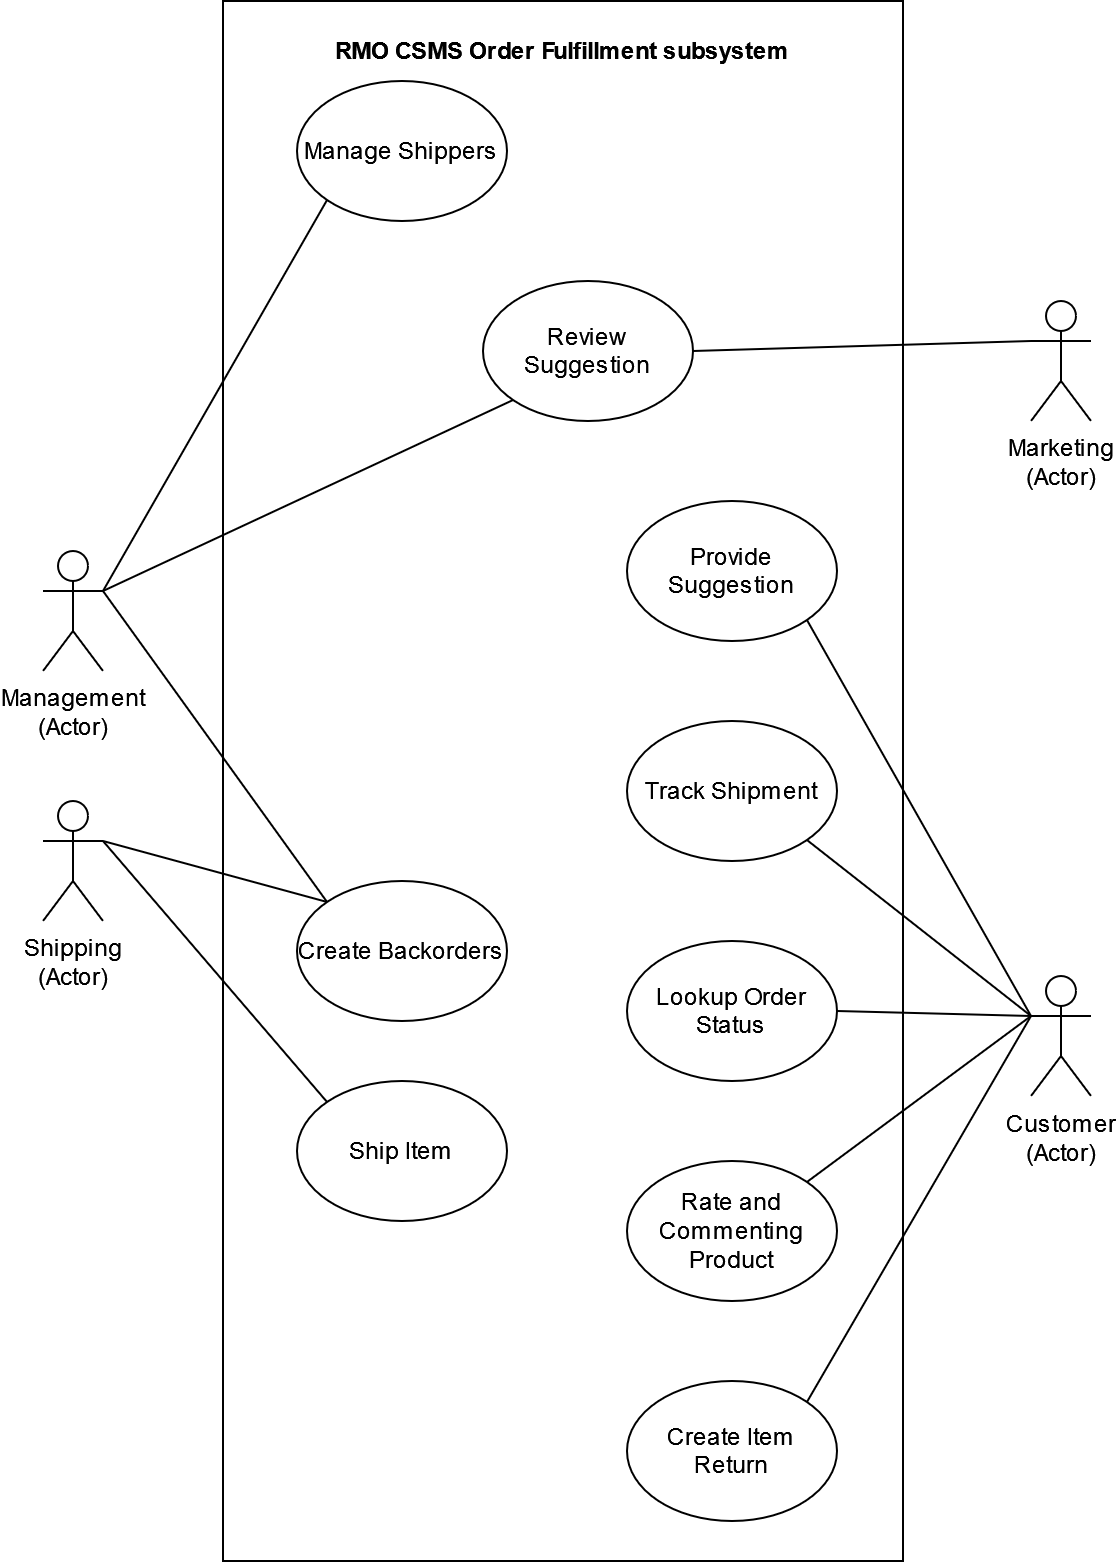 RMO CSMS Order Fulfillment subsystem
Manage Shippers
Review
Suggestion
Marketing
(Actor)
Provide
Suggestion
Management
(Actor)
Track Shipment
Shipping
(Actor)
Create Backorders
Lookup Order
Status
Customer
(Actor)
Ship Item
Rate and
Commenting
Product
Create Item
Return